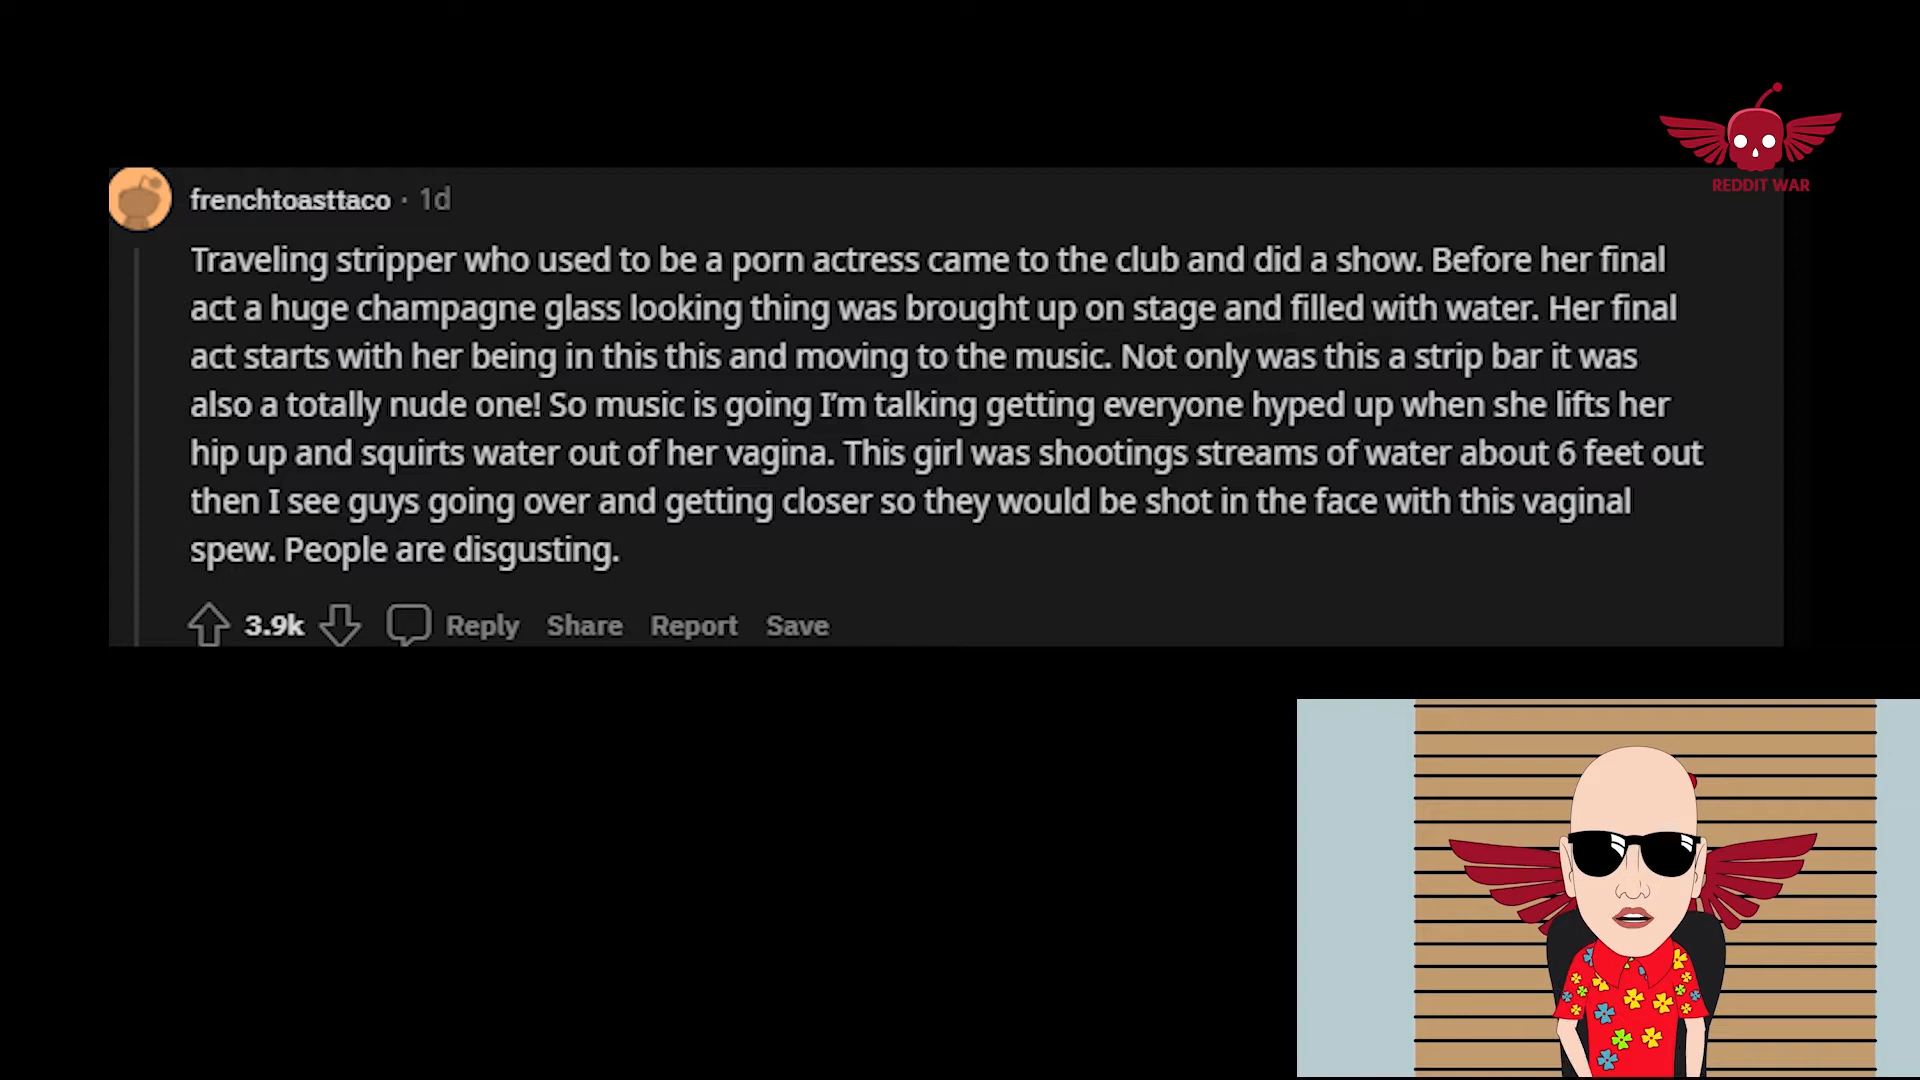 REDDIT WAR
frenchtoasttaco · 1d
Traveling stripper who used to be a porn actress came to the club and did a show. Before her final
act a huge champagne glass looking thing was brought up on stage and filled with water. Her final
act starts with her being in this this and moving to the music. Not only was this a strip bar it was
also a totally nude one! So music is going I'm talking getting everyone hyped up when she lifts her
hip up and squirts water out of her vagina. This girl was shootings streams of water about 6 feet out
then I see guys going over and getting closer so they would be shot in the face with this vaginal
spew. People are disgusting.
3.9k Reply Share Report Save